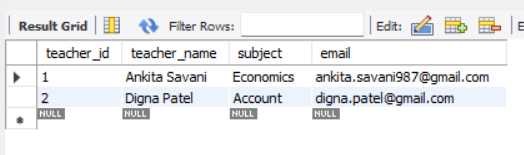 Result Grid Filter Rows: Edit: E
teacher_id teacher_name subject email
1 Ankita Savani Economics ankita.savani987@gmail.com
2 Digna Patel Account digna.patel@gmail.com
NULL NULL NULL NULL